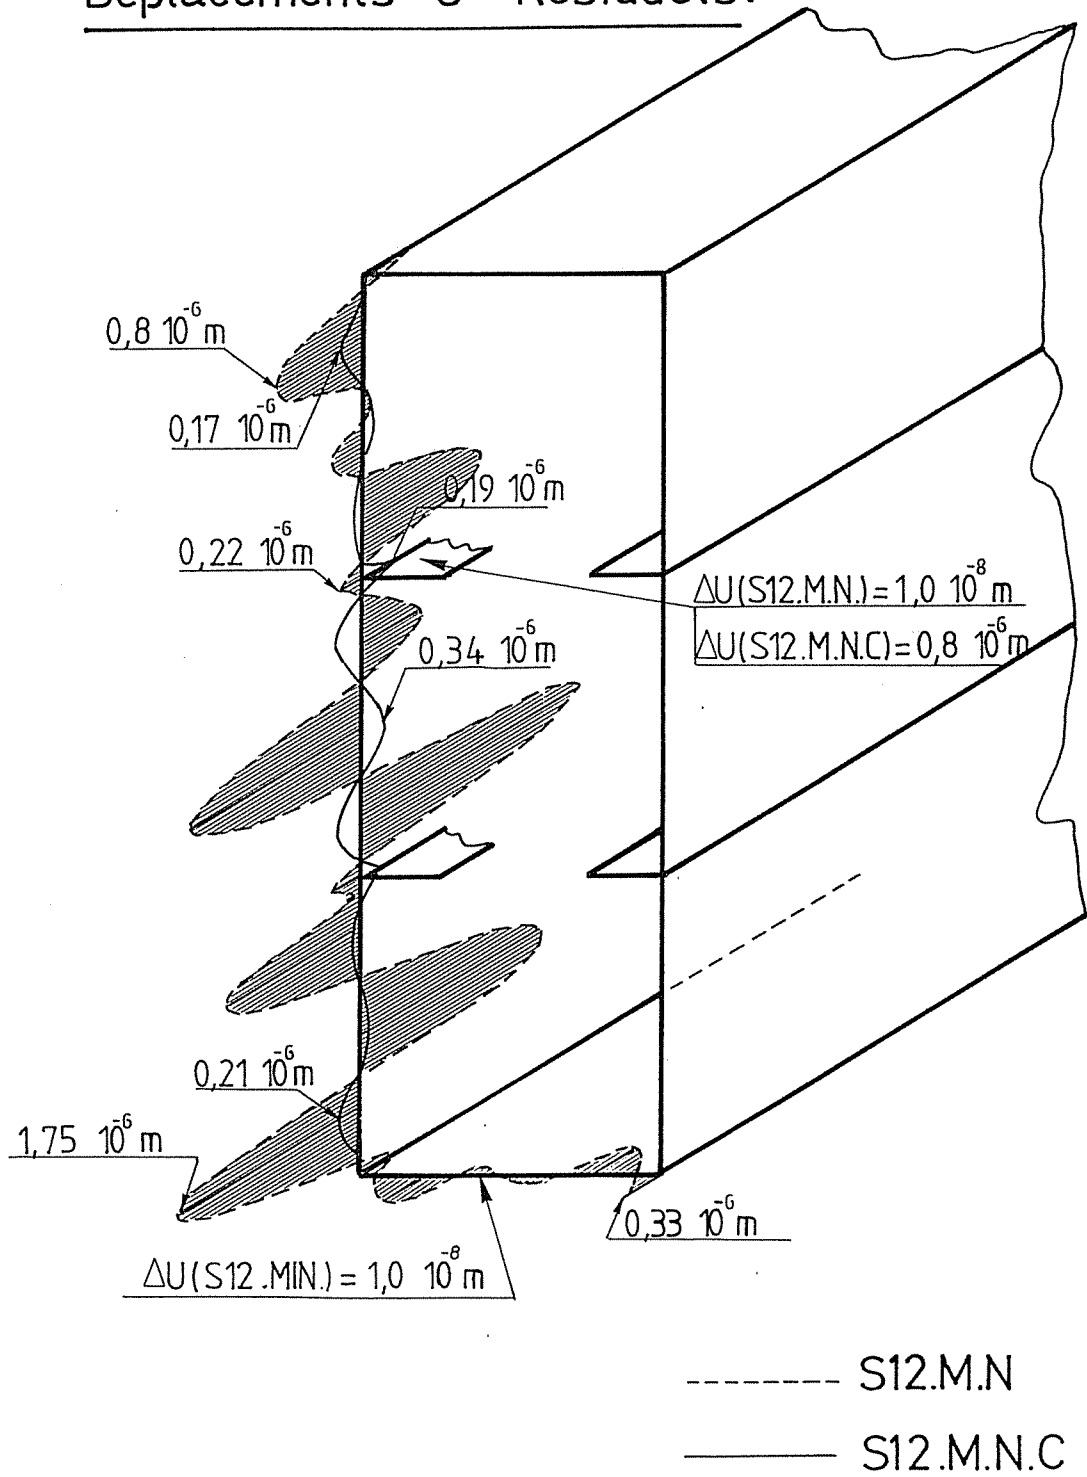 0,8 10⁻⁶ m
0,17 10⁻⁶ m
0,19 10⁻⁶ m
0,22 10⁻⁶ m
ΔU(S12.M.N.)=1,0 10⁻⁸ m
ΔU(S12.M.N.C)=0,8 10⁻⁶ m
0,34 10⁻⁶ m
0,21 10⁻⁶ m
1,75 10⁻⁶ m
0,33 10⁻⁶ m
ΔU(S12.MIN.)=1,0 10⁻⁸ m
S12.M.N
S12.M.N.C